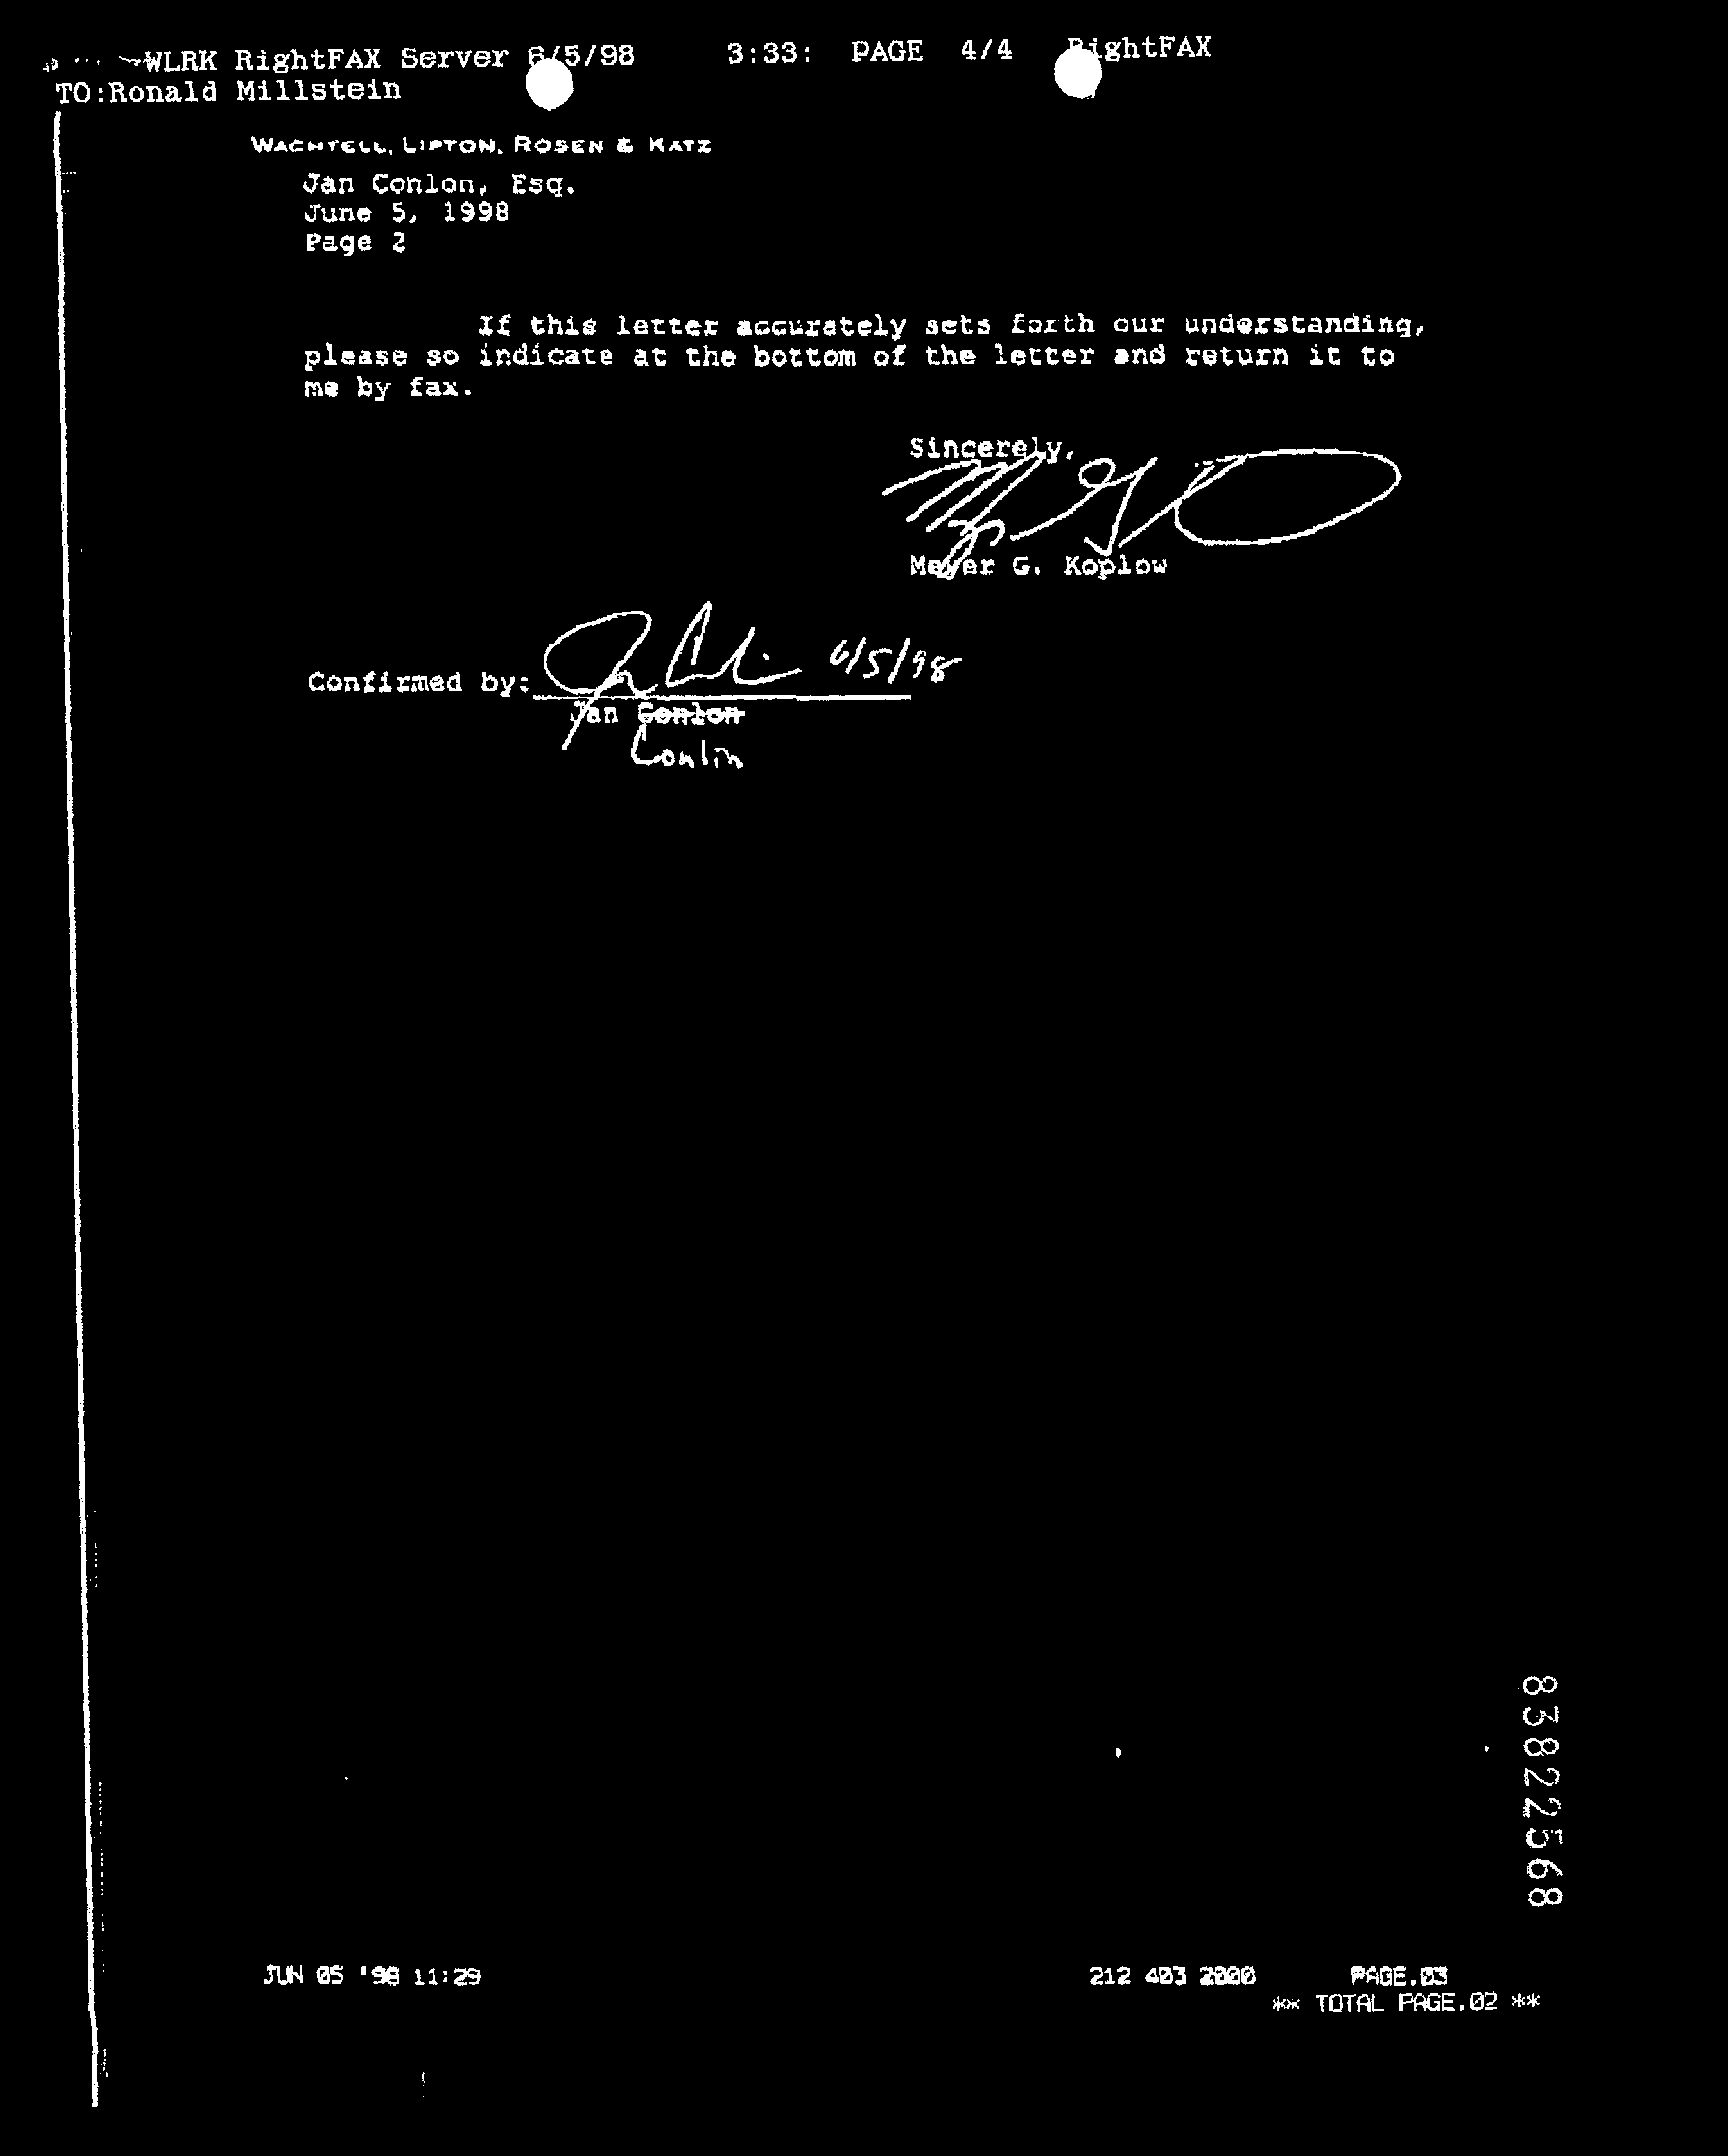 WLRK RightFAX Server 6/5/98 3:33: PAGE 4/4 RightFAX
TO:Ronald Millstein
WACHTELL, LIPTON, ROSEN & KATZ
Jan Conlon, Esq.
June 5, 1998
Page 2
If this letter accurately sets forth our understanding,
please so indicate at the bottom of the letter and return it to
me by fax.
Sincerely,
Meyer G. Koplow
Confirmed by: 6/5/98
Jan Conlon
Conlin
83822568
JUN 05 '98 11:29 212 403 2000 PAGE.03
** TOTAL PAGE.02 **